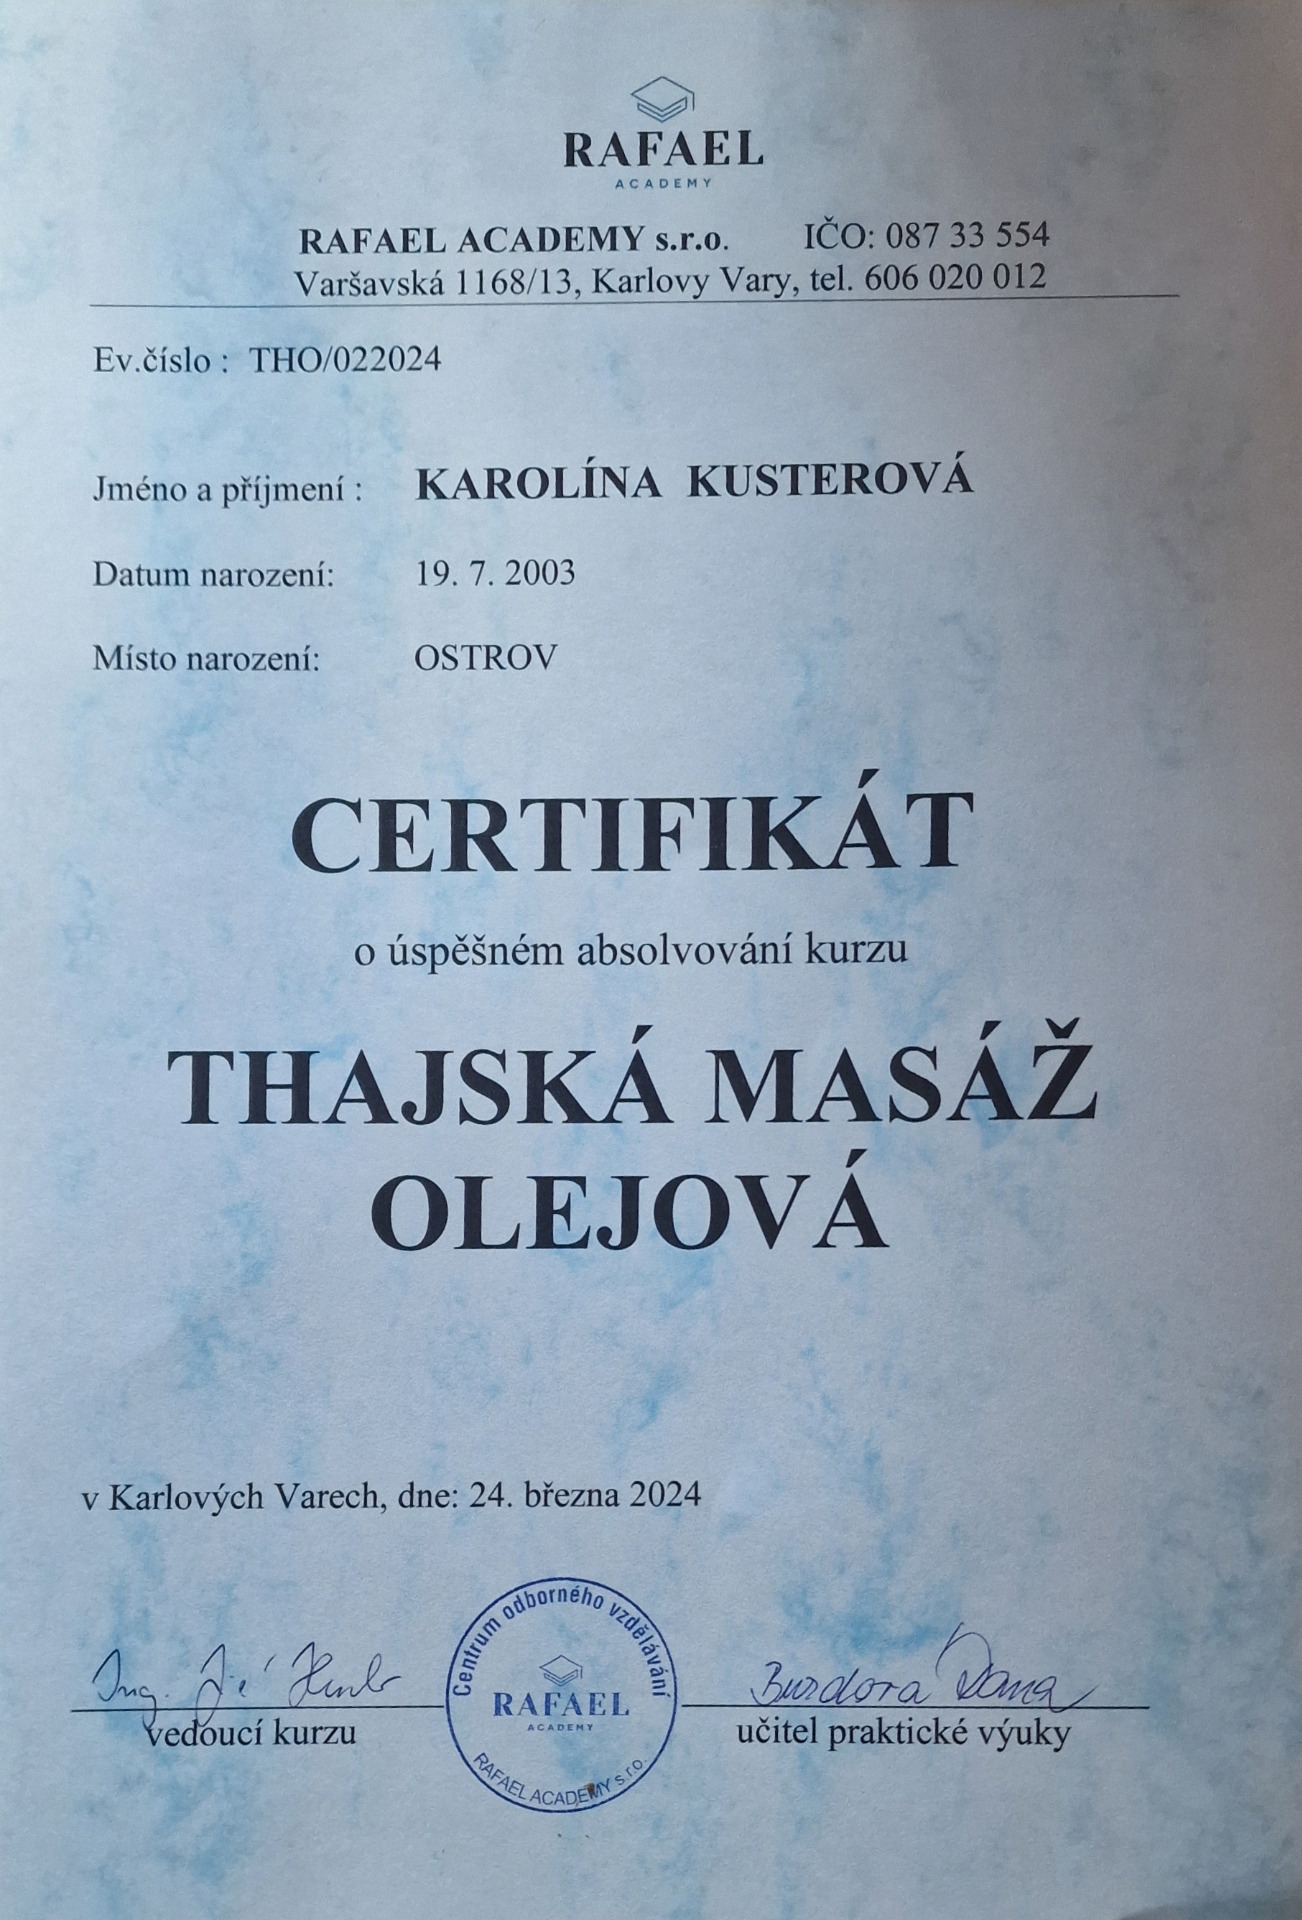 RAFAEL
ACADEMY
RAFAEL ACADEMY s.r.o. IČO: 087 33 554
Varšavská 1168/13, Karlovy Vary, tel. 606 020 012
Ev.číslo : THO/022024
Jméno a příjmení : KAROLÍNA KUSTEROVÁ
Datum narození: 19. 7. 2003
Místo narození: OSTROV
CERTIFIKÁT
o úspěšném absolvování kurzu
THAJSKÁ MASÁŽ
OLEJOVÁ
v Karlových Varech, dne: 24. března 2024
Ing.
vedoucí kurzu
Centrum odborného vzdělávání
RAFAEL
ACADEMY
RAFAEL ACADEMY s.r.o.
Dana
učitel praktické výuky